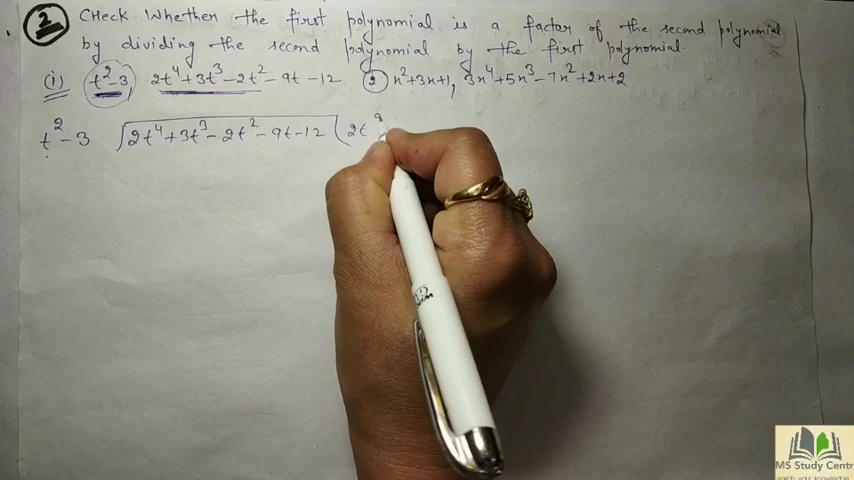 2 Check Whether the first polynomial is a factor of the second polynomial
by dividing the second polynomial by the first polynomial.
(i) t²-3, 2t⁴+3t³-2t²-9t-12 2 x²+3x+1, 3x⁴+5x³-7x²+2x+2
t²-3 2t⁴+3t³-2t²-9t-12 ( 2t²
MS Study Centr